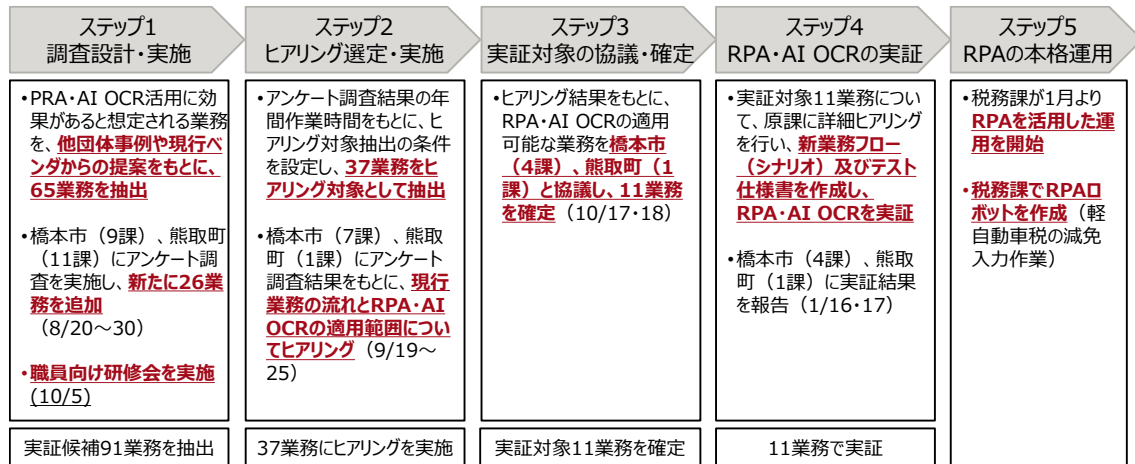 ステップ1
調査設計・実施
・PRA・AI OCR活用に効
果があると想定される業務
を、他団体事例や現行ベ
ンダからの提案をもとに、
65業務を抽出
・橋本市（9課）、熊取町
（11課）にアンケート調
査を実施し、新たに26業
務を追加
（8/20～30）
・職員向け研修会を実施
(10/5)
実証候補91業務を抽出
ステップ2
ヒアリング選定・実施
・アンケート調査結果の年
間作業時間をもとに、ヒ
アリング対象抽出の条件
を設定し、37業務をヒ
アリング対象として抽出
・橋本市（7課）、熊取
町（1課）にアンケート
調査結果をもとに、現行
業務の流れとRPA・AI
OCRの適用範囲につい
てヒアリング（9/19～
25）
37業務にヒアリングを実施
ステップ3
実証対象の協議・確定
・ヒアリング結果をもとに、
RPA・AI OCRの適用
可能な業務を橋本市
（4課）、熊取町（1
課）と協議し、11業務
を確定（10/17・18）
実証対象11業務を確定
ステップ4
RPA・AI OCRの実証
・実証対象11業務につい
て、原課に詳細ヒアリング
を行い、新業務フロー
（シナリオ）及びテスト
仕様書を作成し、
RPA・AI OCRを実証
・橋本市（4課）、熊取
町（1課）に実証結果
を報告（1/16・17）
11業務で実証
ステップ5
RPAの本格運用
・税務課が1月より
RPAを活用した運
用を開始
・税務課でRPAロ
ボットを作成（軽
自動車税の減免
入力作業）